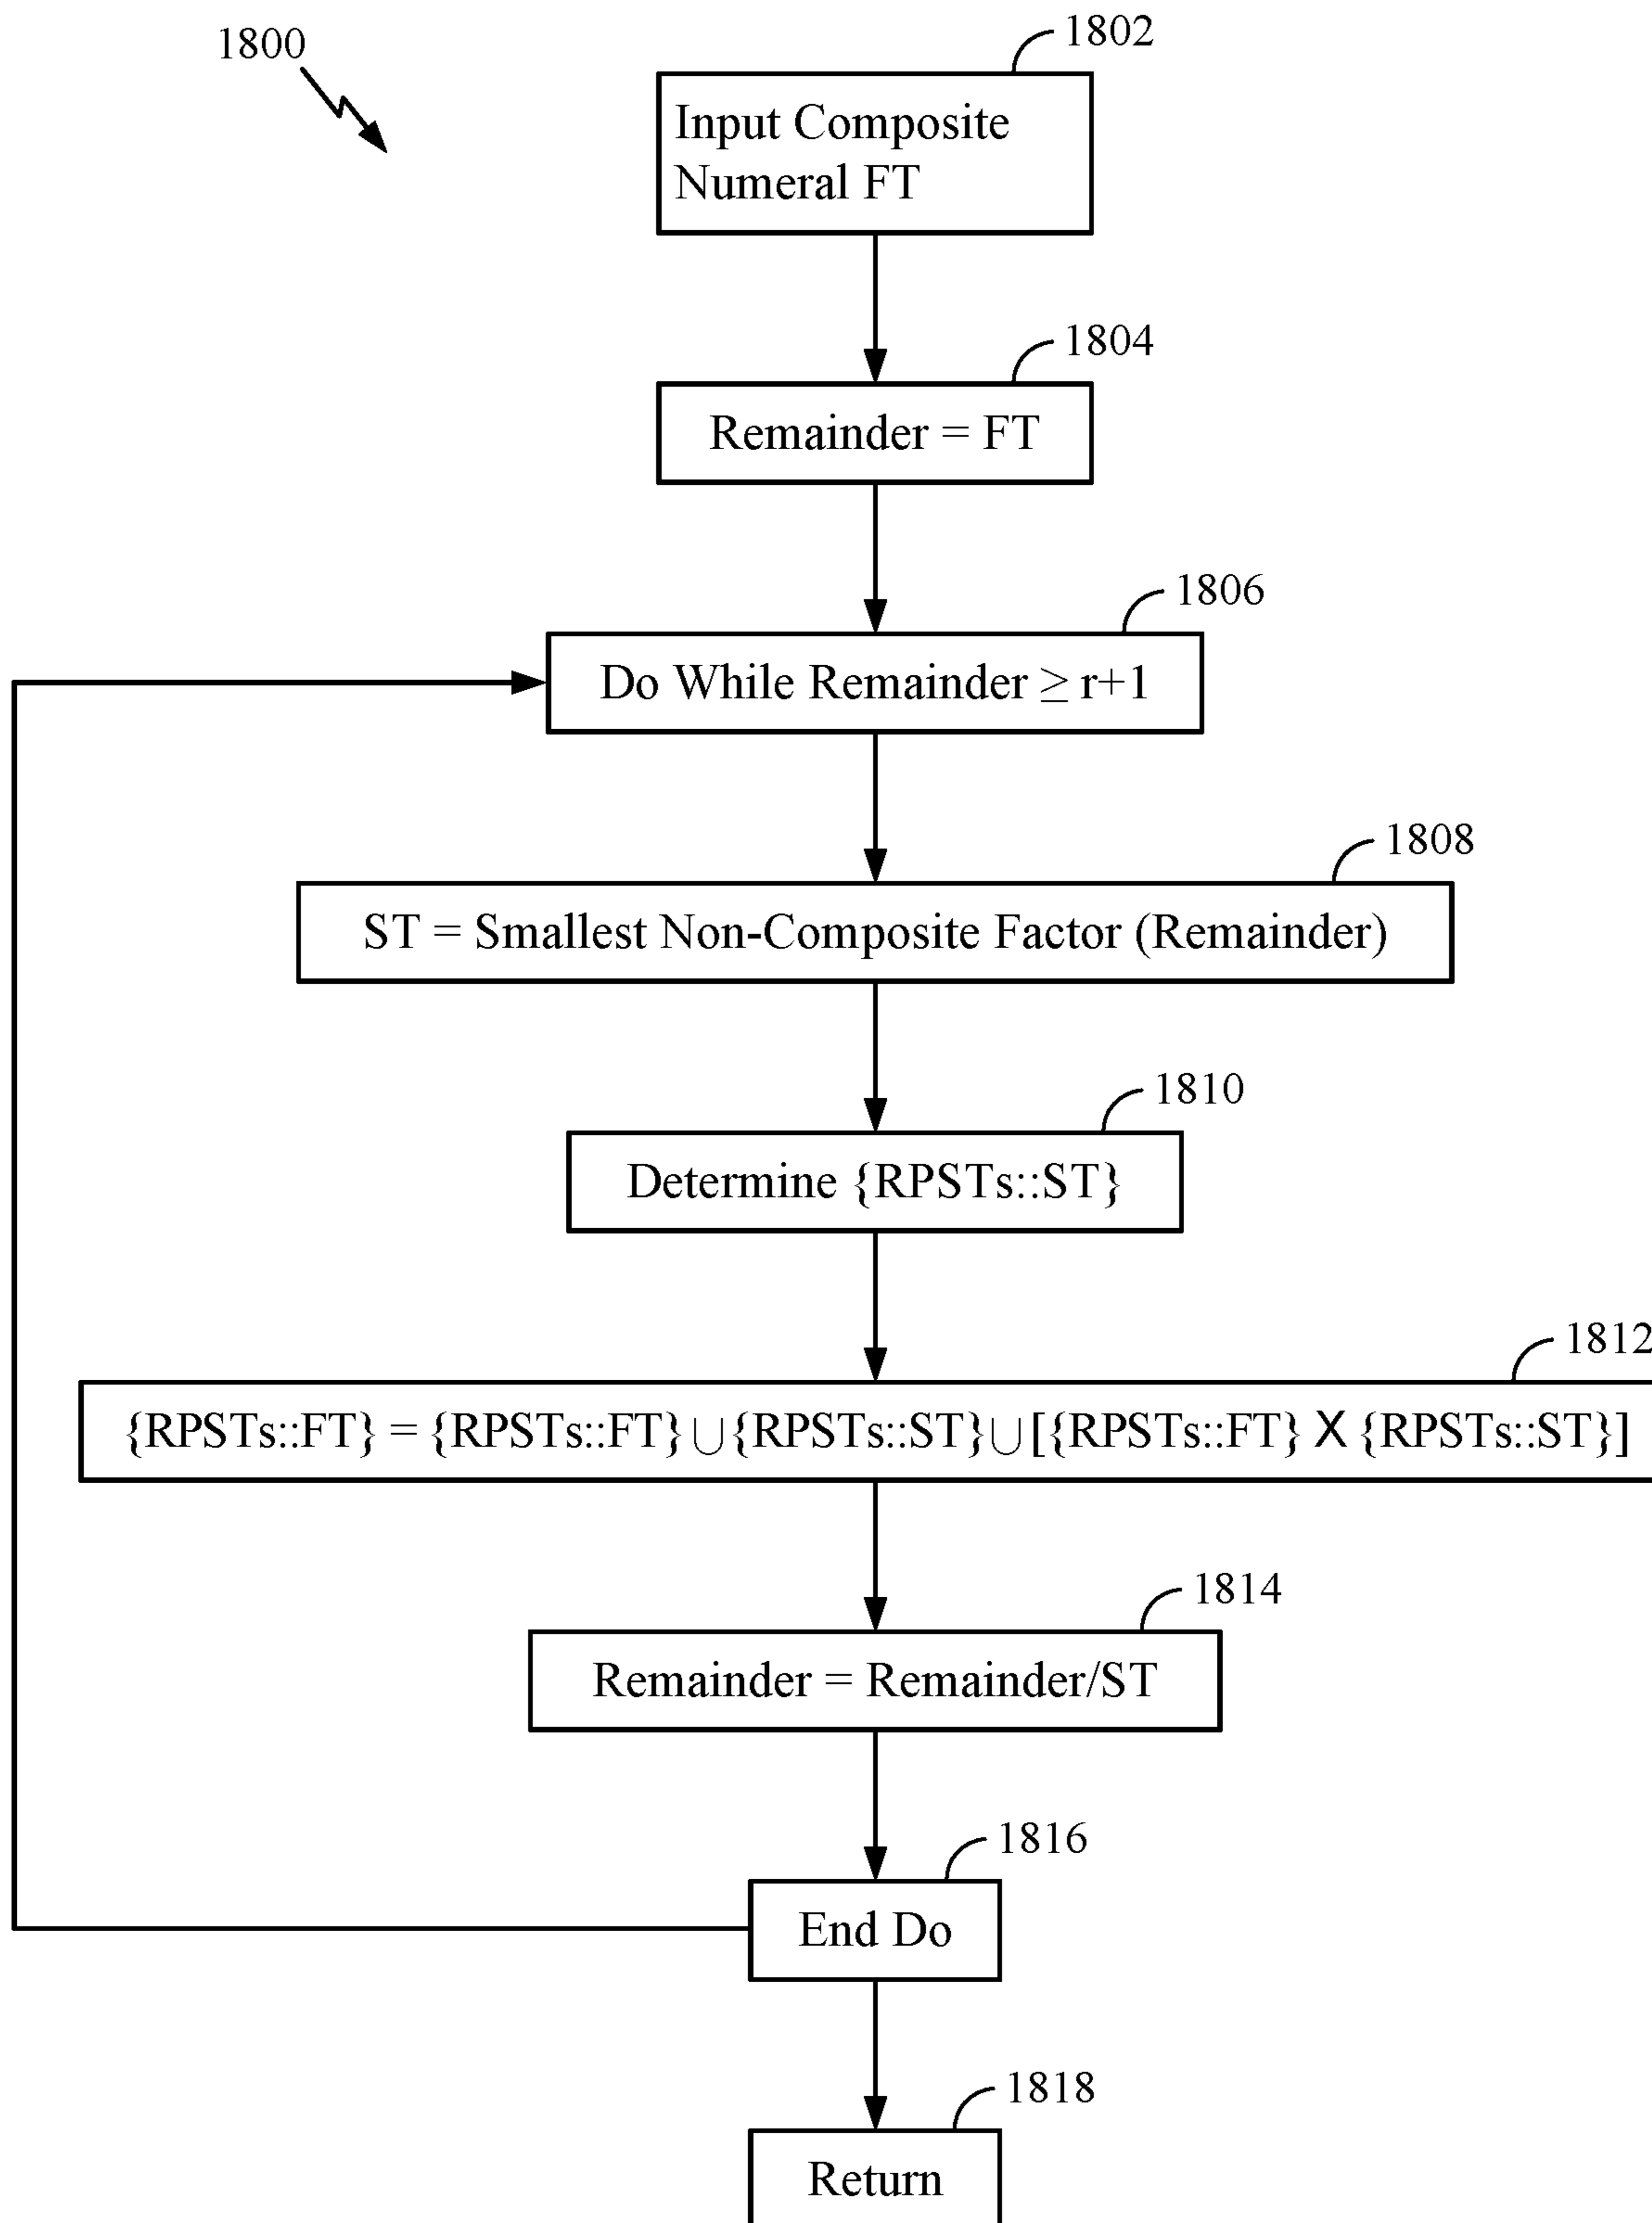 1800
1802
Input Composite
Numeral FT
1804
Remainder = FT
1806
Do While Remainder ≥ r+1
1808
ST = Smallest Non-Composite Factor (Remainder)
1810
Determine {RPSTs::ST}
1812
{RPSTs::FT} = {RPSTs::FT}∪{RPSTs::ST}∪[{RPSTs::FT} X {RPSTs::ST}]
1814
Remainder = Remainder/ST
1816
End Do
1818
Return